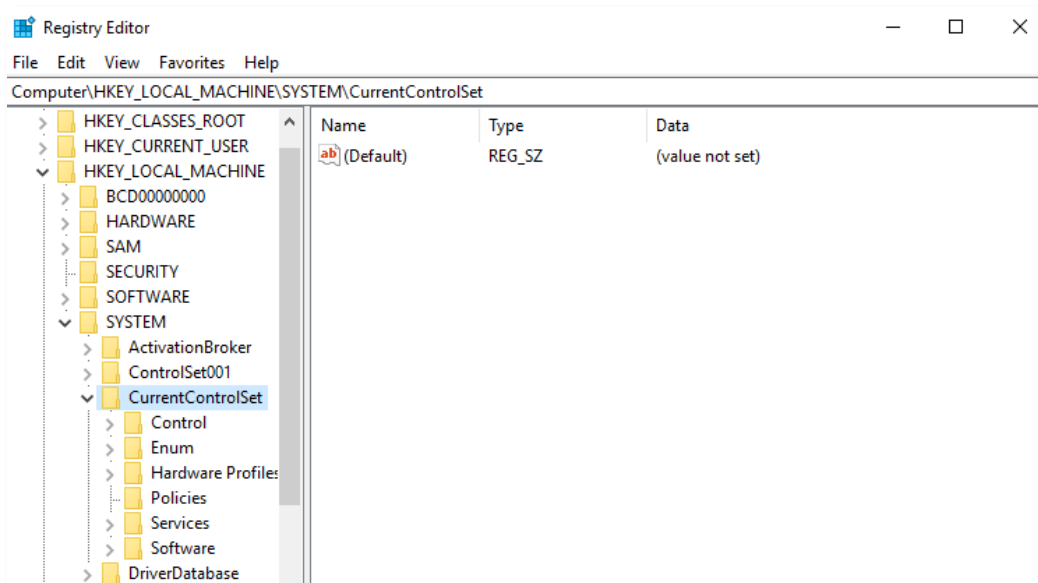 Registry Editor
File Edit View Favorites Help
Computer\HKEY_LOCAL_MACHINE\SYSTEM\CurrentControlSet
HKEY_CLASSES_ROOT
HKEY_CURRENT_USER
HKEY_LOCAL_MACHINE
BCD00000000
HARDWARE
SAM
SECURITY
SOFTWARE
SYSTEM
ActivationBroker
ControlSet001
CurrentControlSet
Control
Enum
Hardware Profiles
Policies
Services
Software
DriverDatabase
Name Type Data
ab (Default) REG_SZ (value not set)